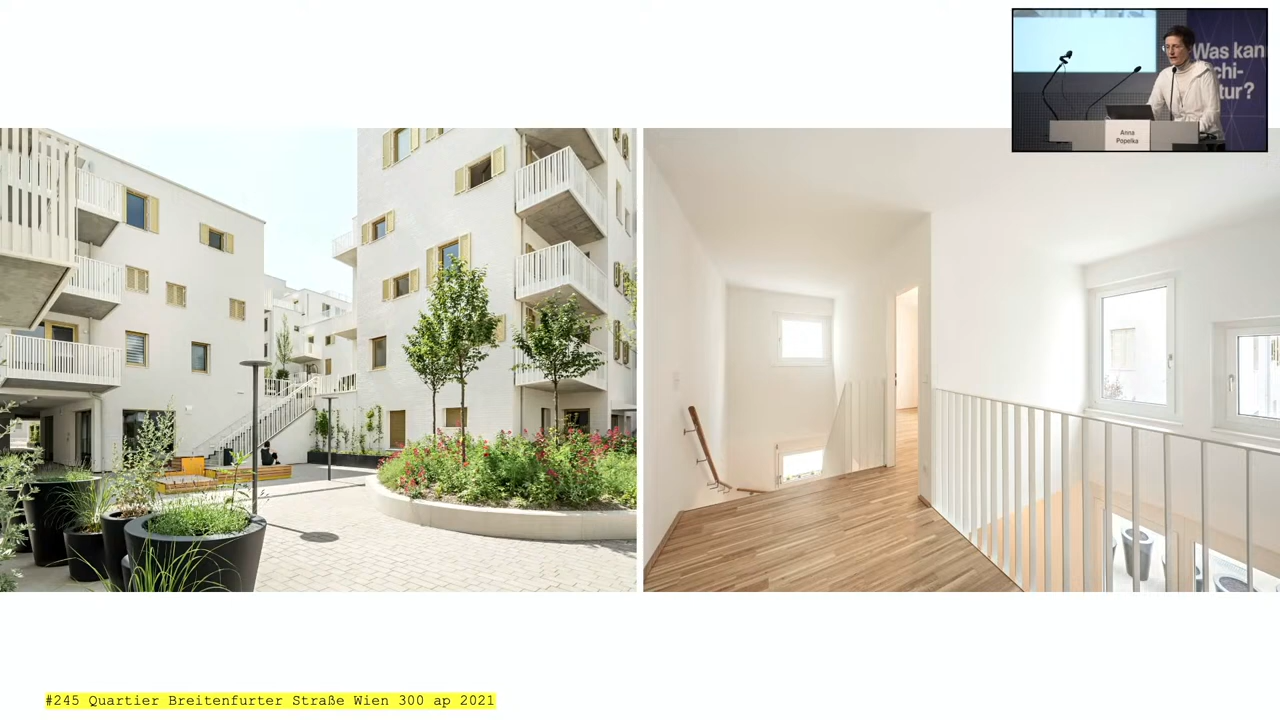 Was kan
chi-
tur?
Anna
Popelka
#245 Quartier Breitenfurter Straße Wien 300 ap 2021